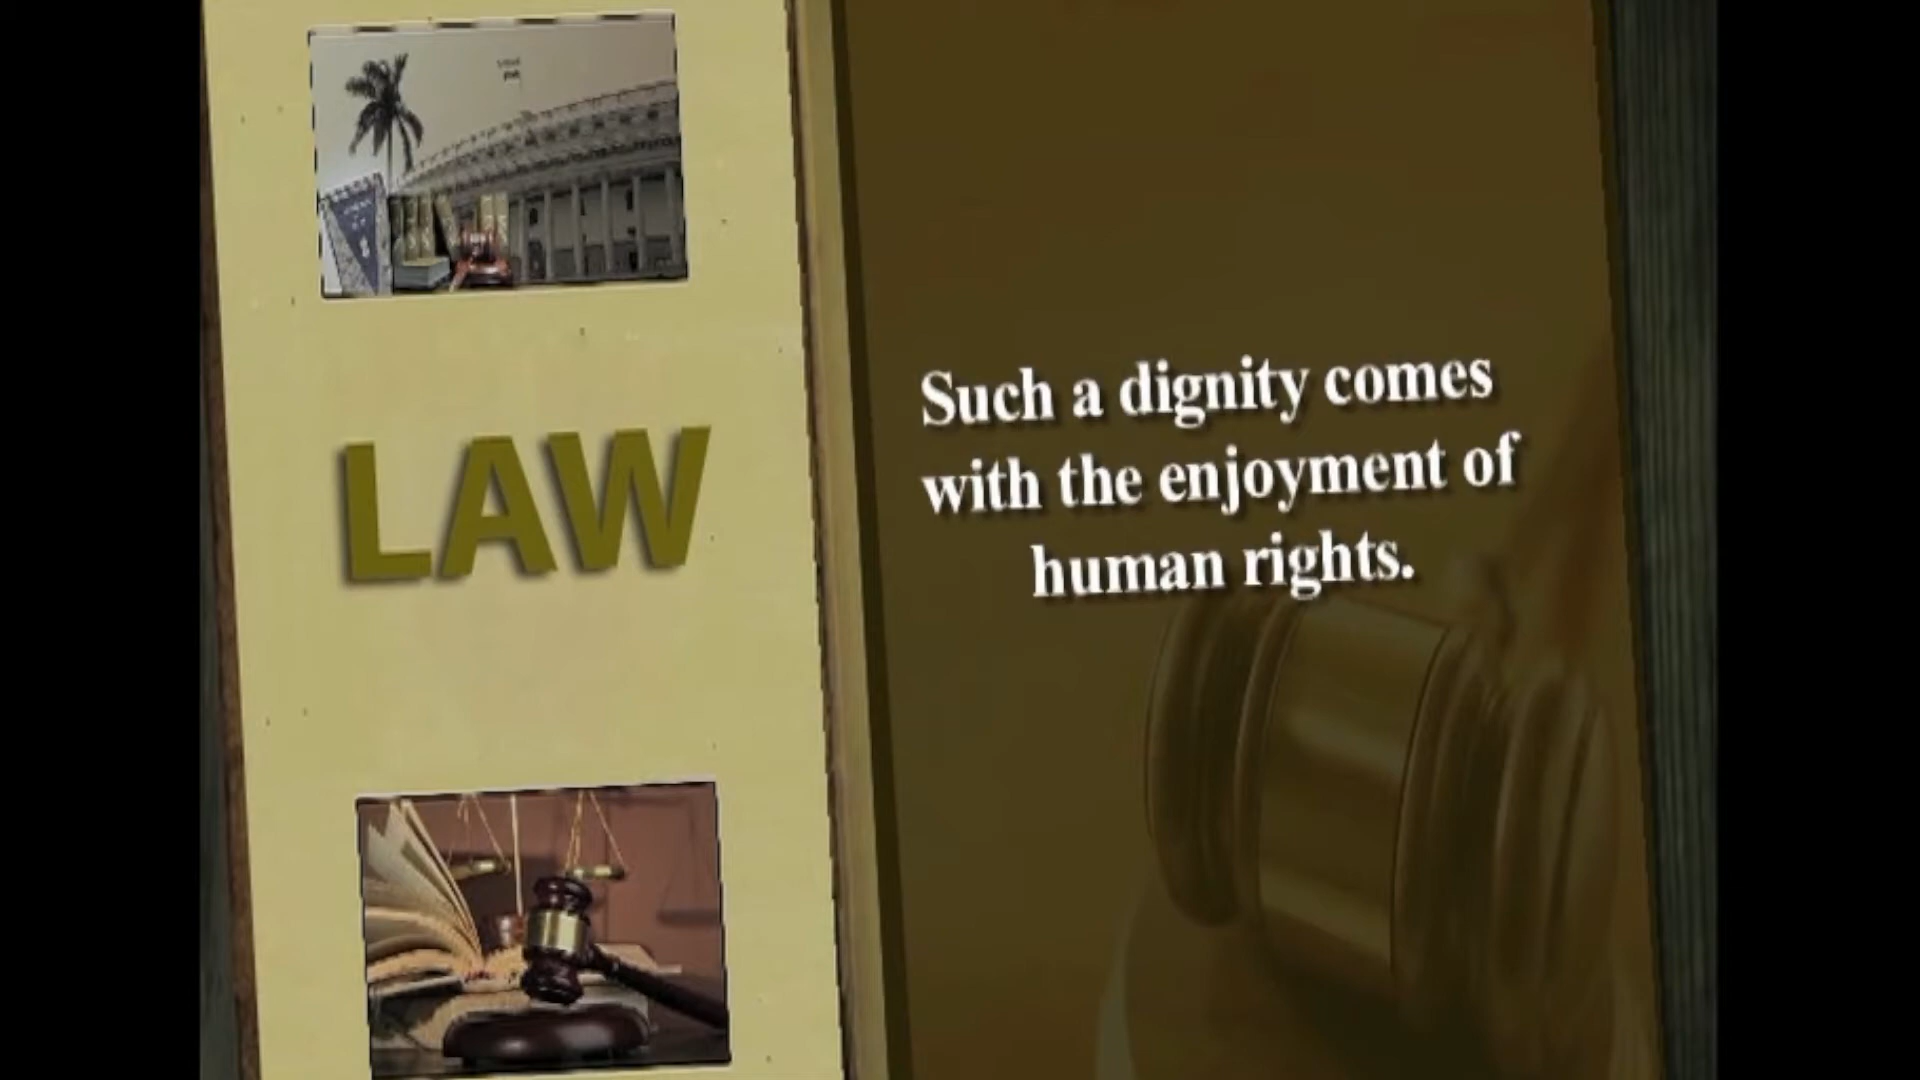 LAW
Such a dignity comes
with the enjoyment of
human rights.